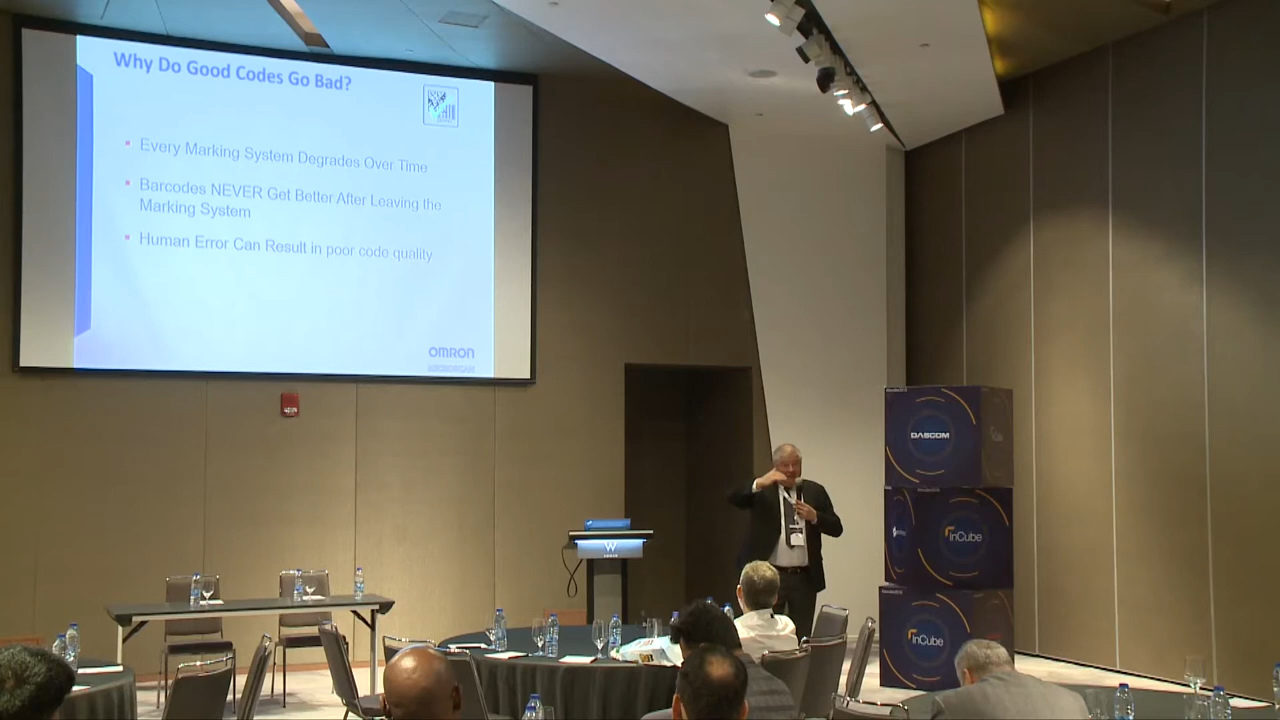 Why Do Good Codes Go Bad?
Every Marking System Degrades Over Time
Barcodes NEVER Get Better After Leaving the
Marking System
Human Error Can Result in poor code quality
OMRON
MICROSCAN
DASCOM
inCube
inCube
W